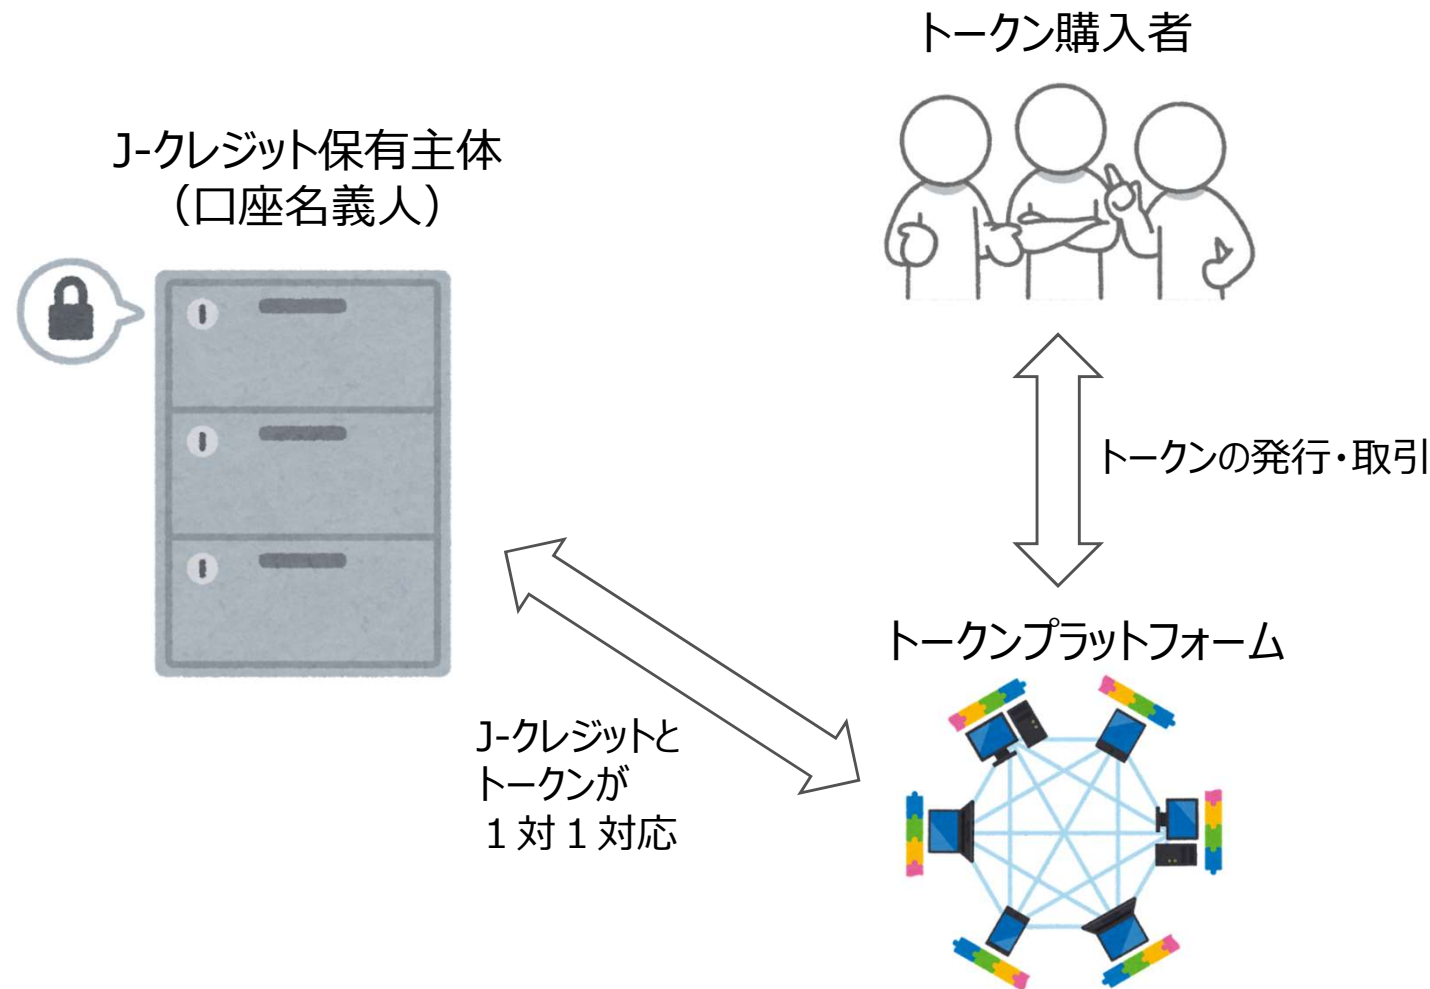 トークン購入者
J-クレジット保有主体
（口座名義人）
トークンの発行・取引
トークンプラットフォーム
J-クレジットと
トークンが
１対１対応